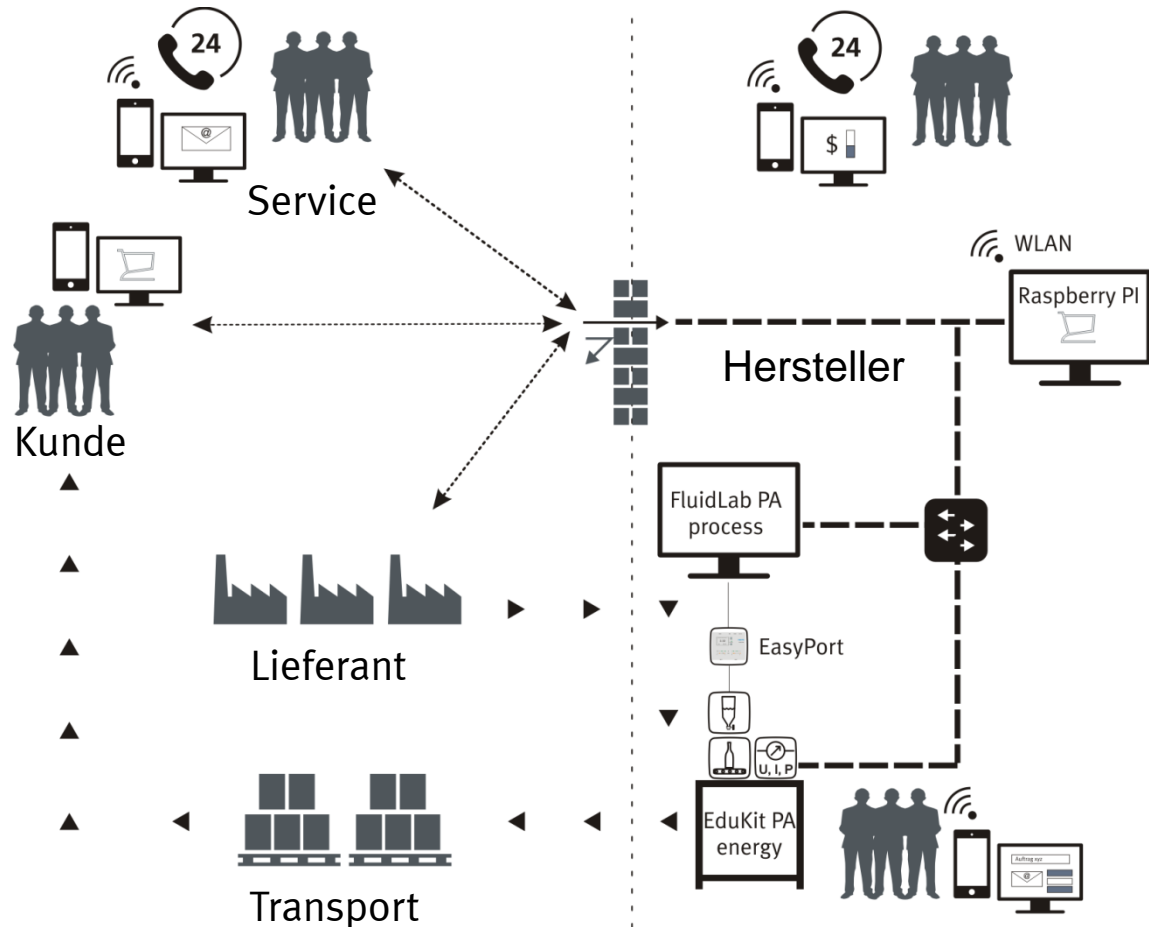 24
24
@
$
Service
WLAN
Raspberry PI
Hersteller
Kunde
FluidLab PA
process
EasyPort
Lieferant
U, I, P
EduKit PA
energy
Auftrag xyz
@
Transport